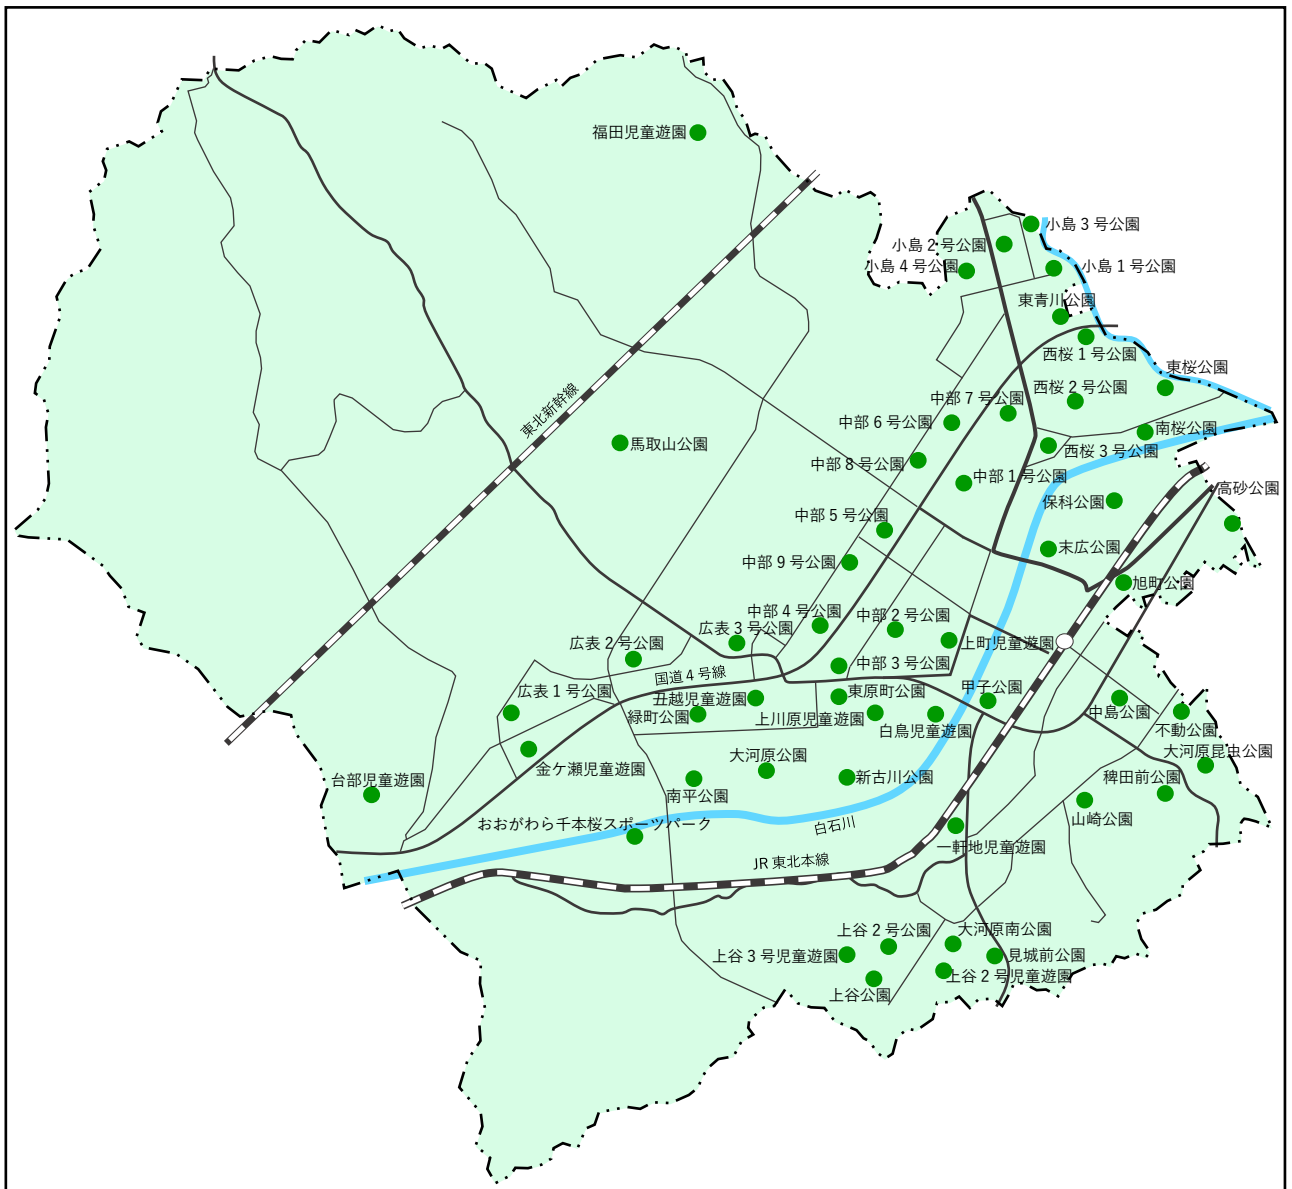 福田児童遊園
小島 3 号公園
小島 2 号公園
小島 4 号公園
小島 1 号公園
東青川公園
西桜 1 号公園
東桜公園
西桜 2 号公園
中部 7 号公園
中部 6 号公園
南桜公園
東北新幹線
馬取山公園
西桜 3 号公園
中部 8 号公園
中部 1 号公園
高砂公園
保科公園
中部 5 号公園
末広公園
中部 9 号公園
旭町公園
中部 4 号公園
中部 2 号公園
広表 3 号公園
上町児童遊園
広表 2 号公園
中部 3 号公園
国道 4 号線
甲子公園
広表 1 号公園
丑越児童遊園
東原町公園
緑町公園
上川原児童遊園
中島公園
白鳥児童遊園
不動公園
大河原昆虫公園
大河原公園
金ケ瀬児童遊園
新古川公園
稗田前公園
台部児童遊園
南平公園
山崎公園
おおがわら千本桜スポーツパーク
白石川
一軒地児童遊園
JR 東北本線
上谷 2 号公園
大河原南公園
上谷 3 号児童遊園
見城前公園
上谷 2 号児童遊園
上谷公園